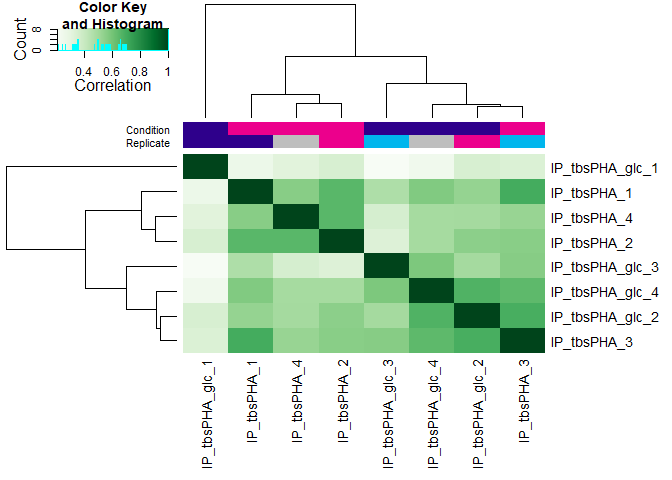 Color Key
and Histogram
Count
0
8
0.4
0.6
0.8
1
Correlation
Condition
Replicate
IP_tbsPHA_glc_1
IP_tbsPHA_1
IP_tbsPHA_4
IP_tbsPHA_2
IP_tbsPHA_glc_3
IP_tbsPHA_glc_4
IP_tbsPHA_glc_2
IP_tbsPHA_3
IP_tbsPHA_glc_1
IP_tbsPHA_1
IP_tbsPHA_4
IP_tbsPHA_2
IP_tbsPHA_glc_3
IP_tbsPHA_glc_4
IP_tbsPHA_glc_2
IP_tbsPHA_3